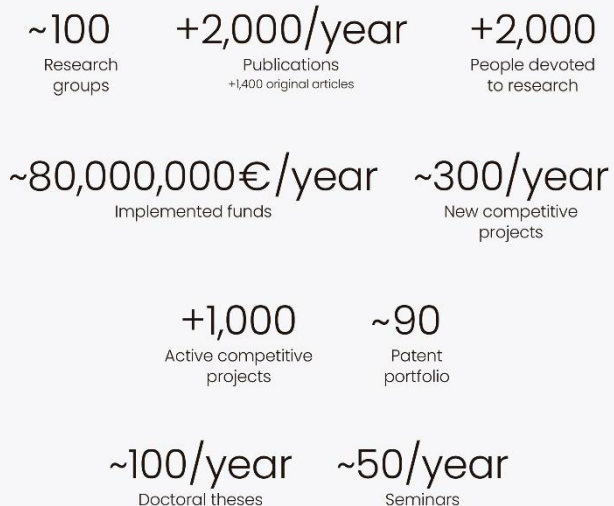 ~100
Research
groups
+2,000/year
Publications
+1,400 original articles
+2,000
People devoted
to research
~80,000,000€/year
Implemented funds
~300/year
New competitive
projects
+1,000
Active competitive
projects
~90
Patent
portfolio
~100/year
Doctoral theses
~50/year
Seminars